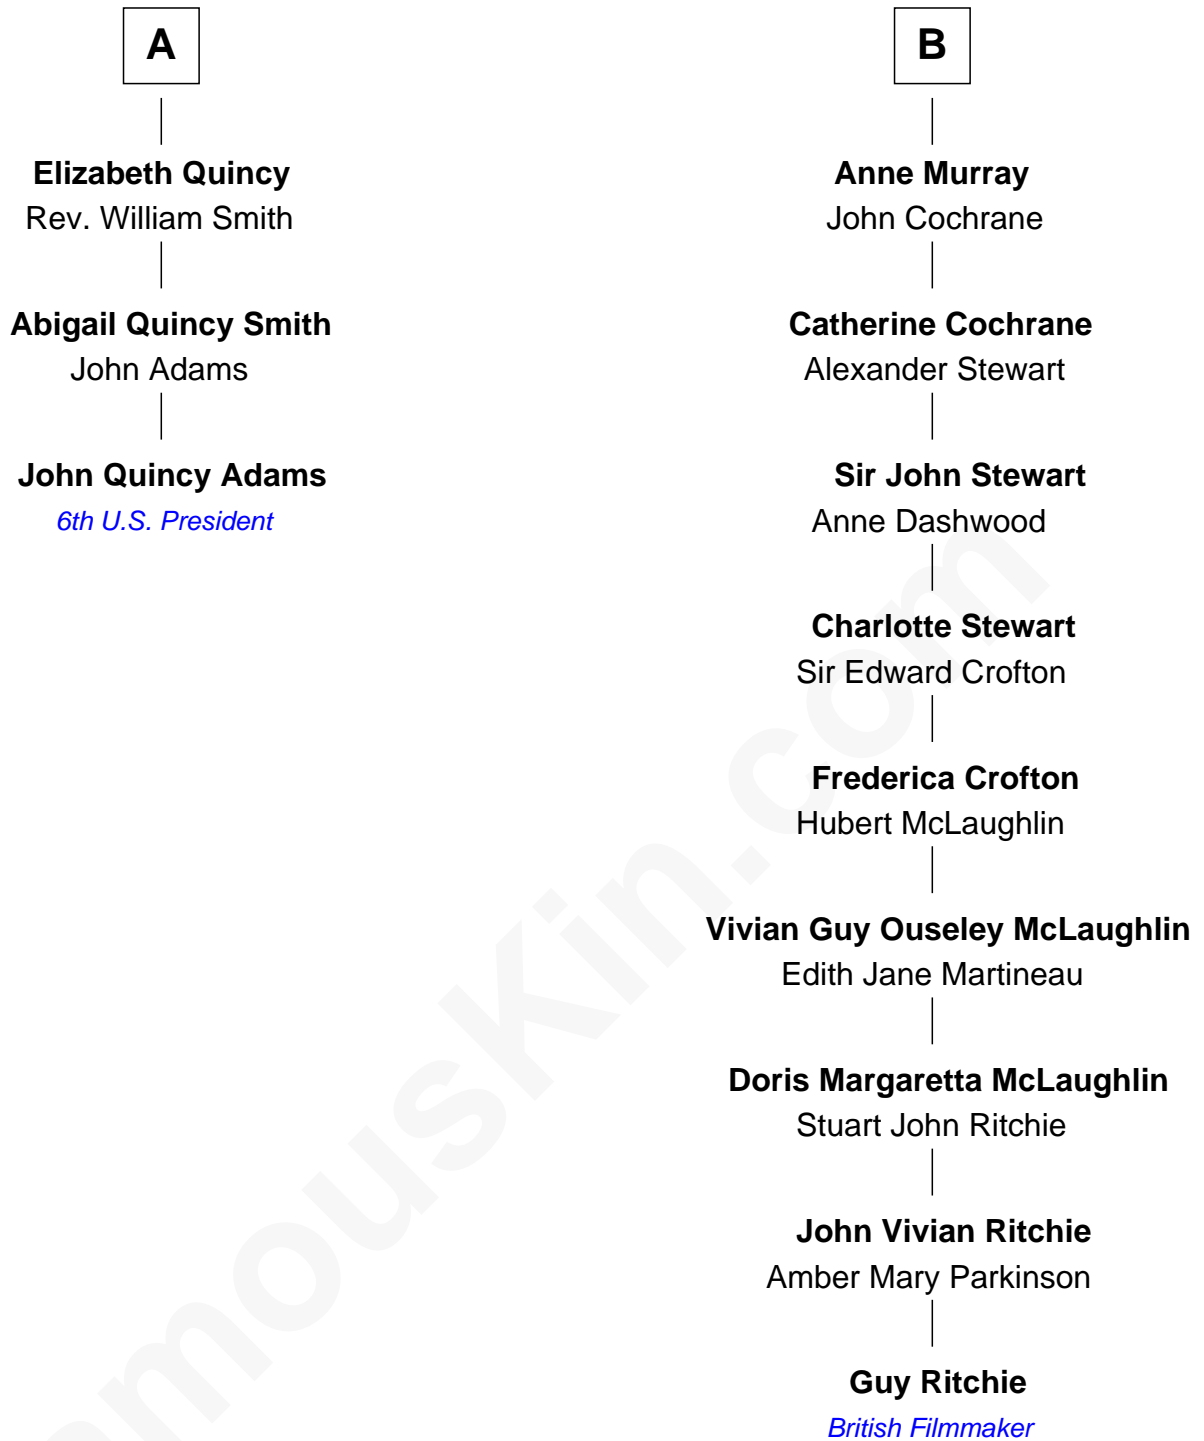 A
Elizabeth Quincy
Rev. William Smith
Abigail Quincy Smith
John Adams
John Quincy Adams
6th U.S. President
B
Anne Murray
John Cochrane
Catherine Cochrane
Alexander Stewart
Sir John Stewart
Anne Dashwood
Charlotte Stewart
Sir Edward Crofton
Frederica Crofton
Hubert McLaughlin
Vivian Guy Ouseley McLaughlin
Edith Jane Martineau
Doris Margaretta McLaughlin
Stuart John Ritchie
John Vivian Ritchie
Amber Mary Parkinson
Guy Ritchie
British Filmmaker
mouskin.com